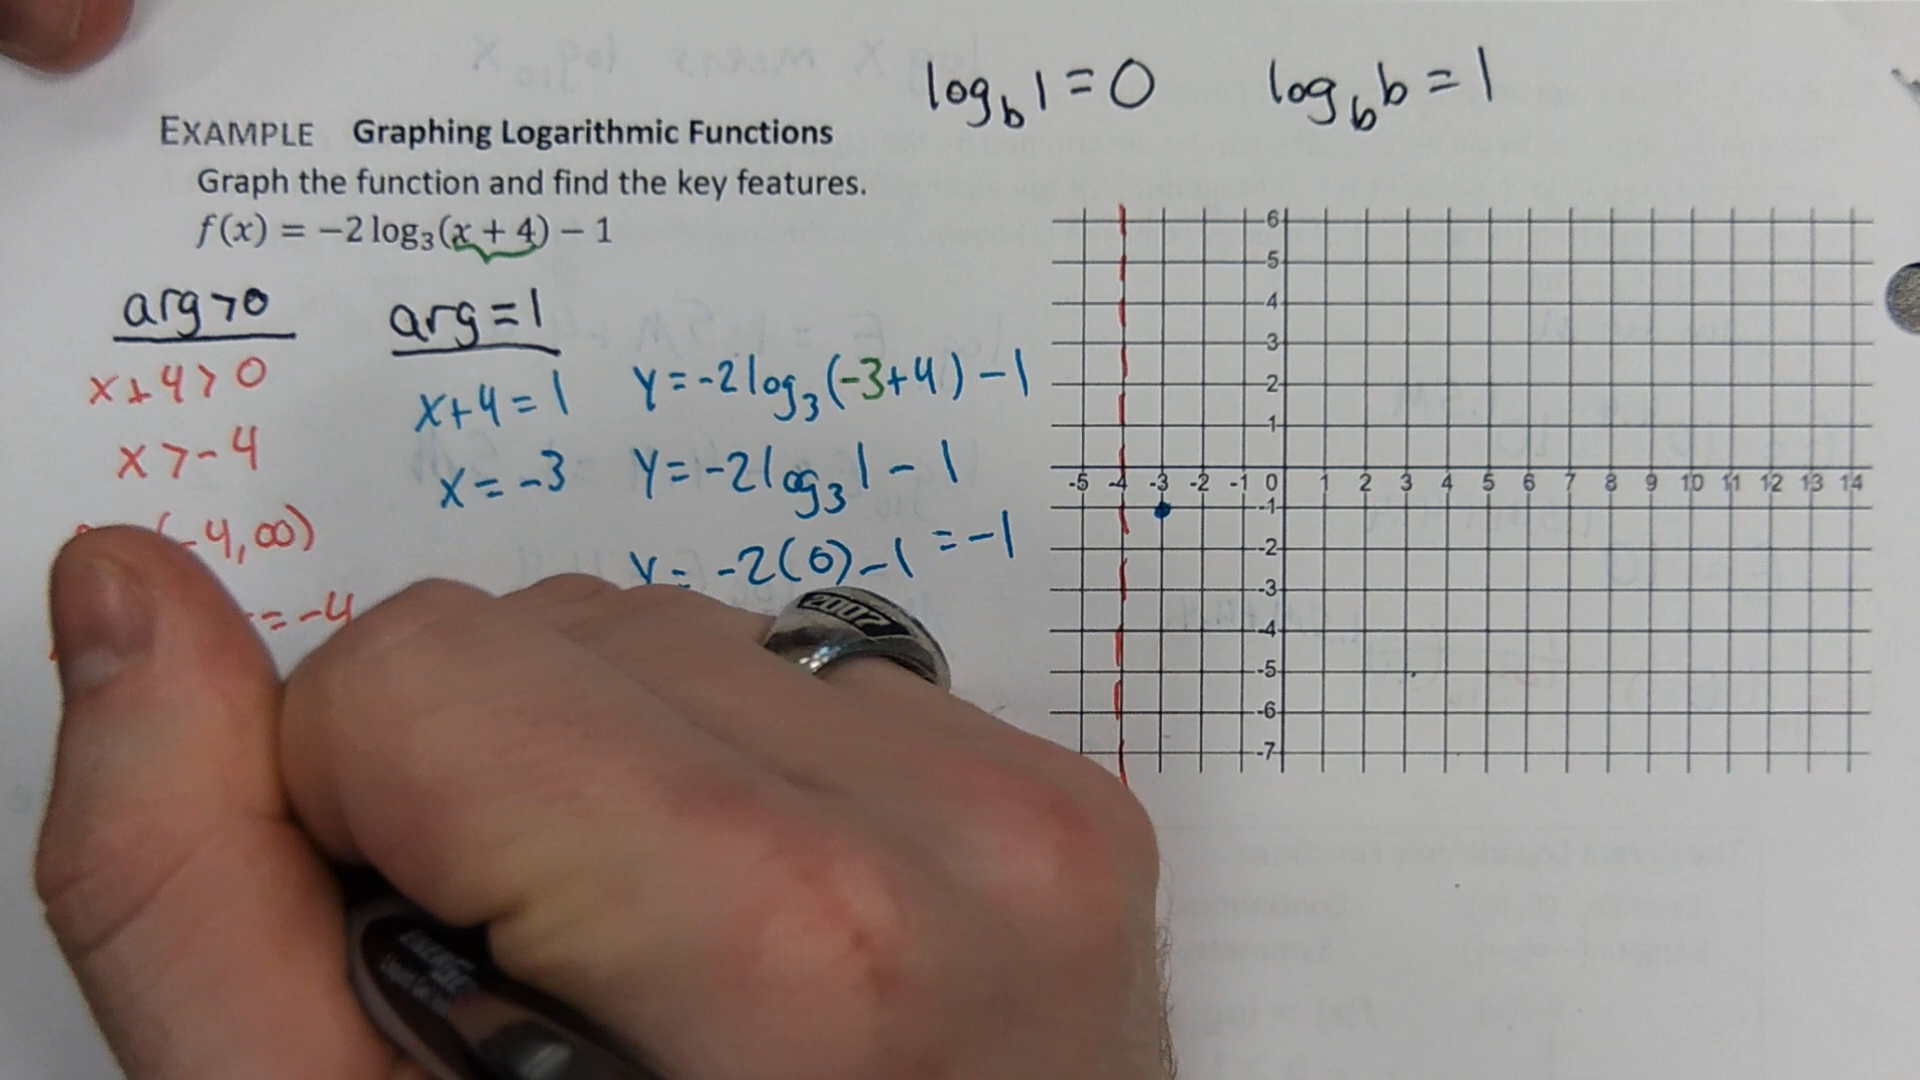 log_b 1 = 0
log_b b = 1
EXAMPLE Graphing Logarithmic Functions
Graph the function and find the key features.
f(x) = −2 log₃(x + 4) − 1
arg > 0
x + 4 > 0
x > -4
(-4, ∞)
= -4
arg = 1
x + 4 = 1
x = -3
y = -2 log₃ (-3+4) - 1
y = -2 log₃ 1 - 1
y = -2(0) - 1 = -1
2007
6
5
4
3
2
1
-5 -4 -3 -2 -1 0 1 2 3 4 5 6 7 8 9 10 11 12 13 14
-1
-2
-3
-4
-5
-6
-7